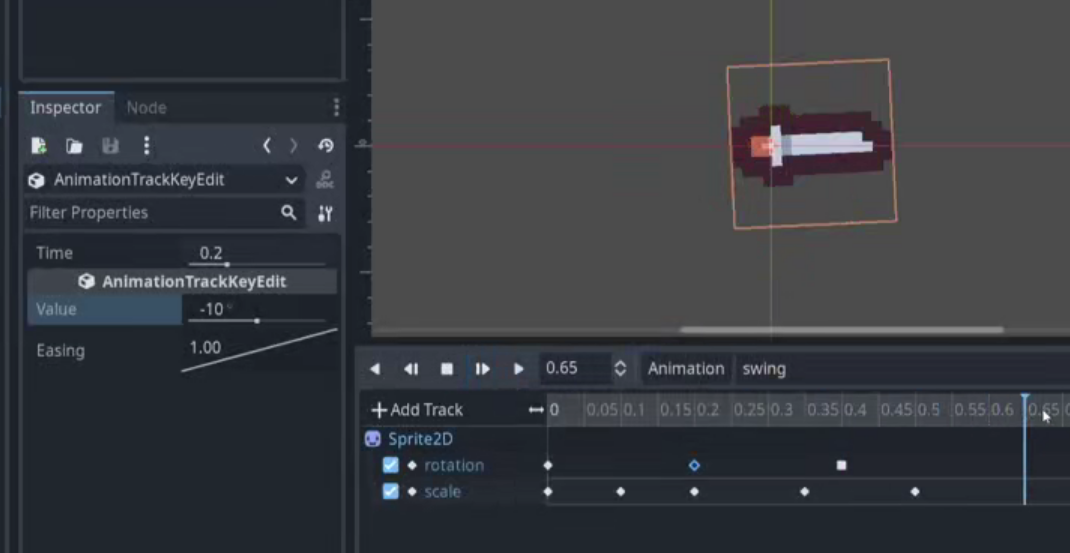 Inspector Node
AnimationTrackKeyEdit
Filter Properties
Time 0.2
AnimationTrackKeyEdit
Value -10 °
Easing 1.00
0.65 Animation swing
Add Track 0 0.05 0.1 0.15 0.2 0.25 0.3 0.35 0.4 0.45 0.5 0.55 0.6 0.65
Sprite2D
rotation
scale